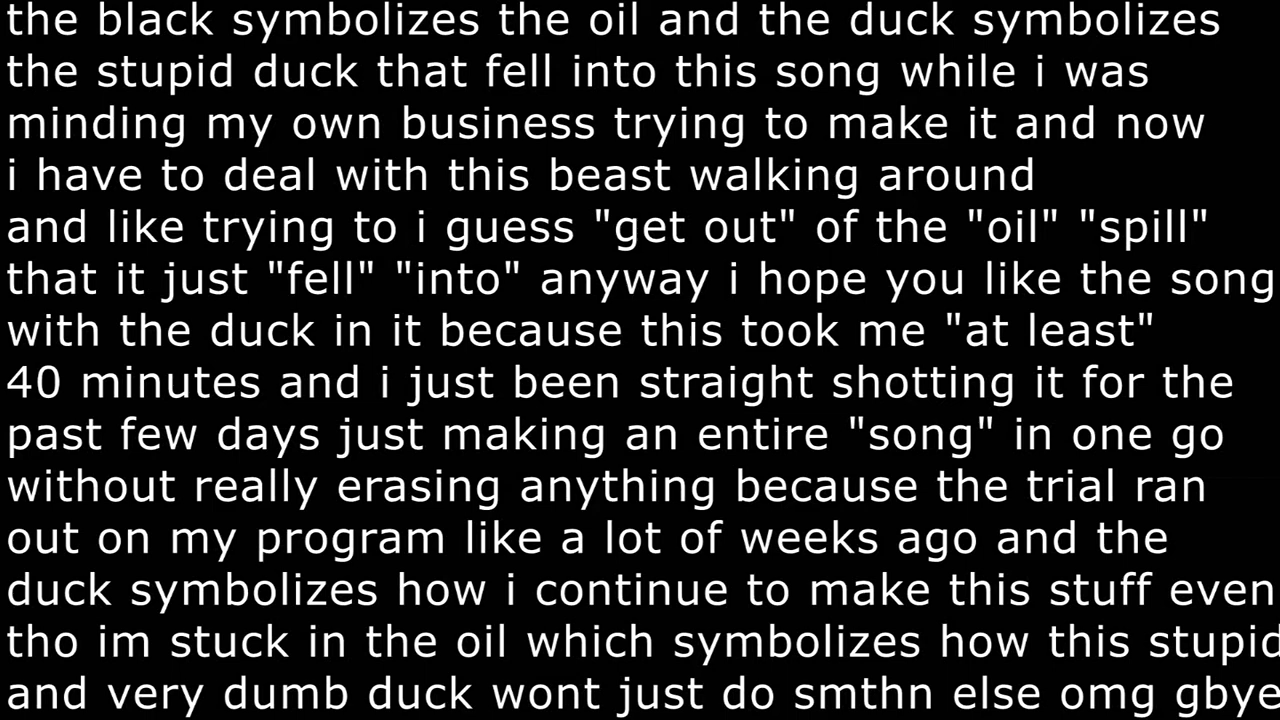 the black symbolizes the oil and the duck symbolizes
the stupid duck that fell into this song while i was
minding my own business trying to make it and now
i have to deal with this beast walking around
and like trying to i guess "get out" of the "oil" "spill"
that it just "fell" "into" anyway i hope you like the song
with the duck in it because this took me "at least"
40 minutes and i just been straight shotting it for the
past few days just making an entire "song" in one go
without really erasing anything because the trial ran
out on my program like a lot of weeks ago and the
duck symbolizes how i continue to make this stuff even
tho im stuck in the oil which symbolizes how this stupid
and very dumb duck wont just do smthn else omg gbye